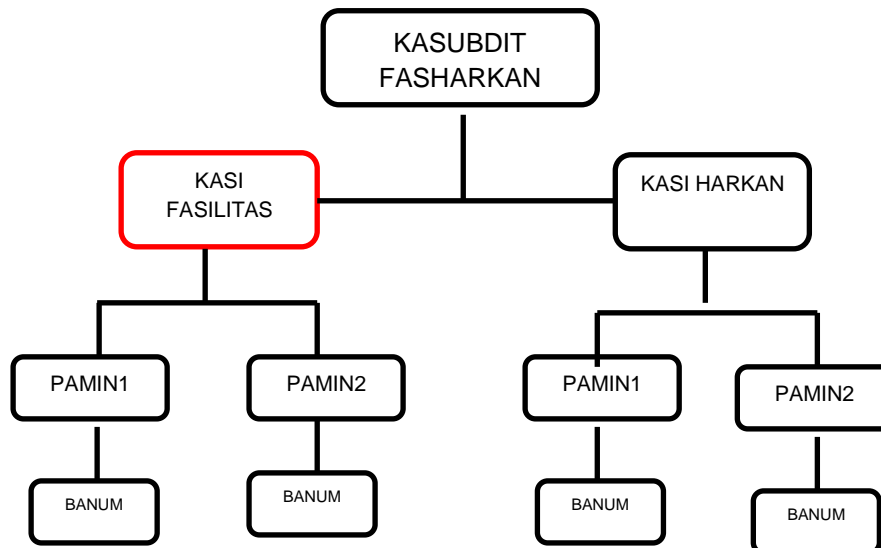 KASUBDIT
FASHARKAN
KASI
FASILITAS
KASI HARKAN
PAMIN1
PAMIN2
PAMIN1
PAMIN2
BANUM
BANUM
BANUM
BANUM